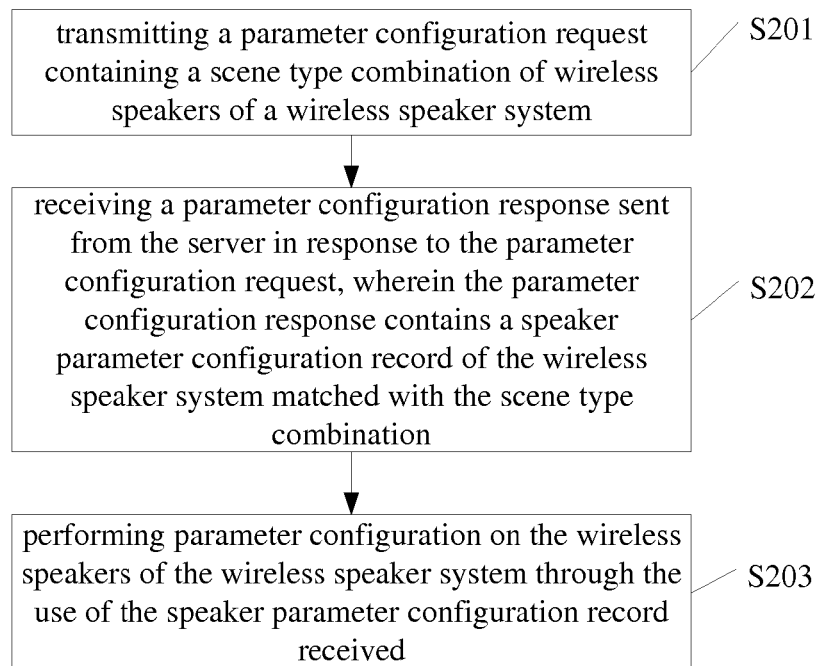 transmitting a parameter configuration request
containing a scene type combination of wireless
speakers of a wireless speaker system
S201
receiving a parameter configuration response sent
from the server in response to the parameter
configuration request, wherein the parameter
configuration response contains a speaker
parameter configuration record of the wireless
speaker system matched with the scene type
combination
S202
performing parameter configuration on the wireless
speakers of the wireless speaker system through the
use of the speaker parameter configuration record
received
S203